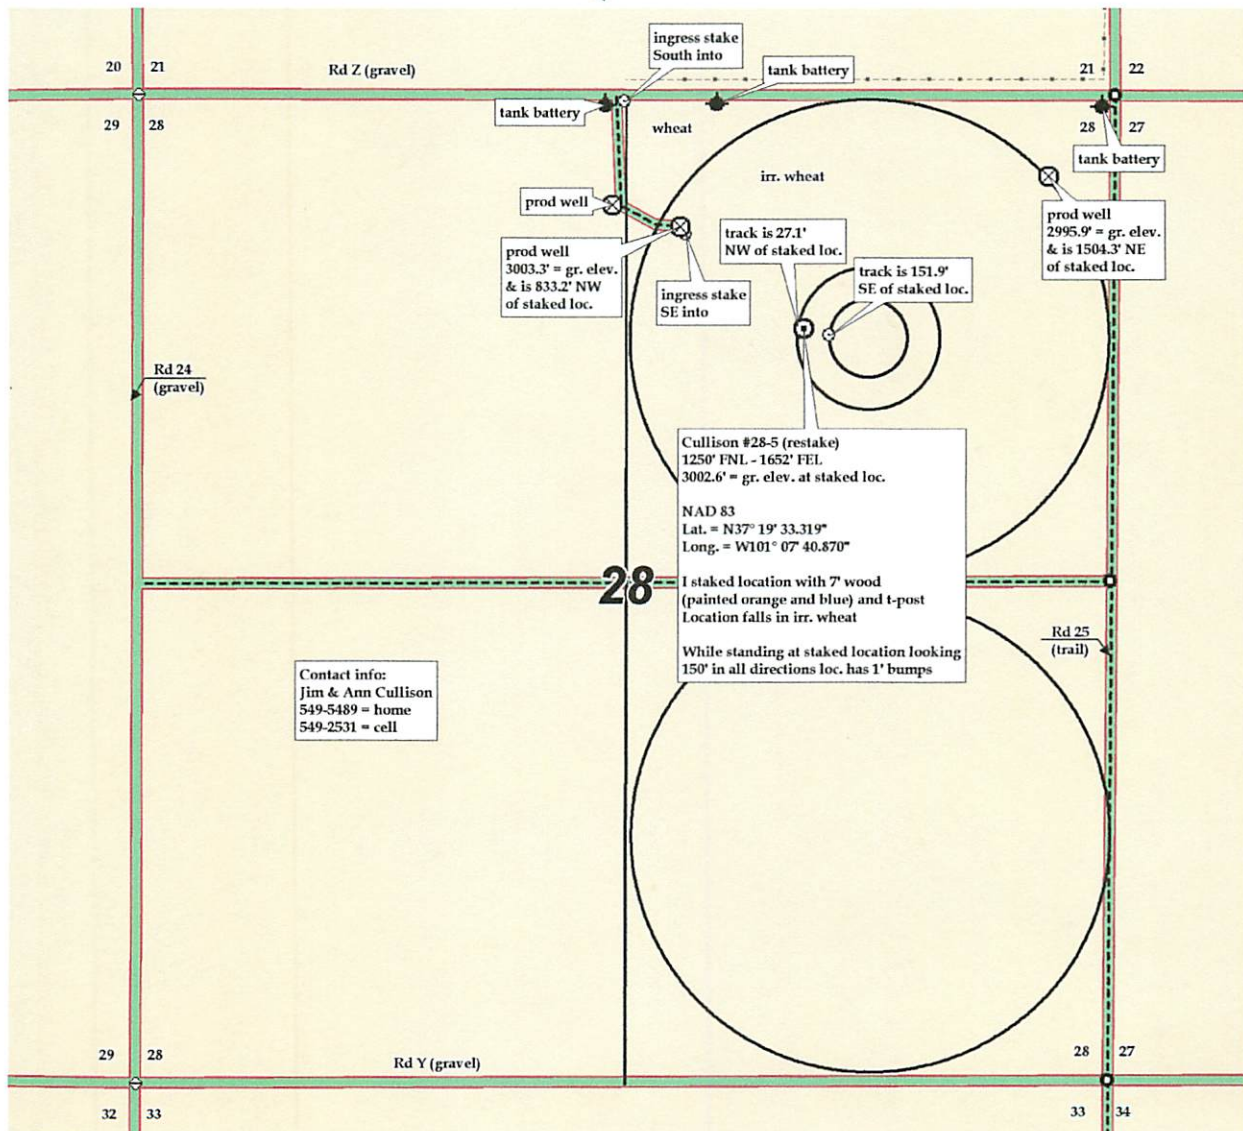 ingress stake
South into
20 21
Rd Z (gravel)
tank battery
21 22
tank battery
29 28
wheat
28 27
tank battery
irr. wheat
prod well
prod well
2995.9' = gr. elev.
& is 1504.3' NE
of staked loc.
track is 27.1'
NW of staked loc.
prod well
3003.3' = gr. elev.
& is 833.2' NW
of staked loc.
track is 151.9'
SE of staked loc.
ingress stake
SE into
Rd 24
(gravel)
Cullison #28-5 (restake)
1250' FNL - 1652' FEL
3002.6' = gr. elev. at staked loc.
NAD 83
Lat. = N37° 19' 33.319"
Long. = W101° 07' 40.870"
I staked location with 7' wood
(painted orange and blue) and t-post
Location falls in irr. wheat
While standing at staked location looking
150' in all directions loc. has 1' bumps
28
Rd 25
(trail)
Contact info:
Jim & Ann Cullison
549-5489 = home
549-2531 = cell
29 28
Rd Y (gravel)
28 27
32 33
33 34